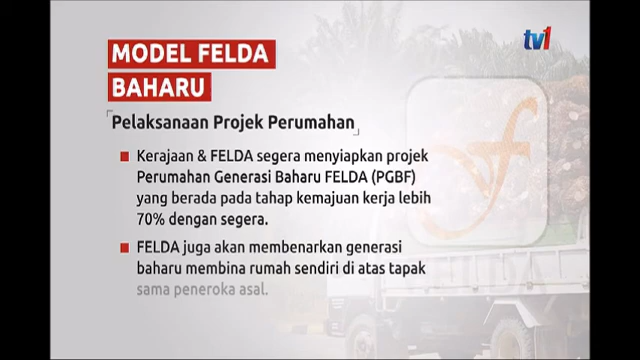 tv1
MODEL FELDA
BAHARU
Pelaksanaan Projek Perumahan
Kerajaan & FELDA segera menyiapkan projek
Perumahan Generasi Baharu FELDA (PGBF)
yang berada pada tahap kemajuan kerja lebih
70% dengan segera.
FELDA juga akan membenarkan generasi
baharu membina rumah sendiri di atas tapak
sama peneroka asal.